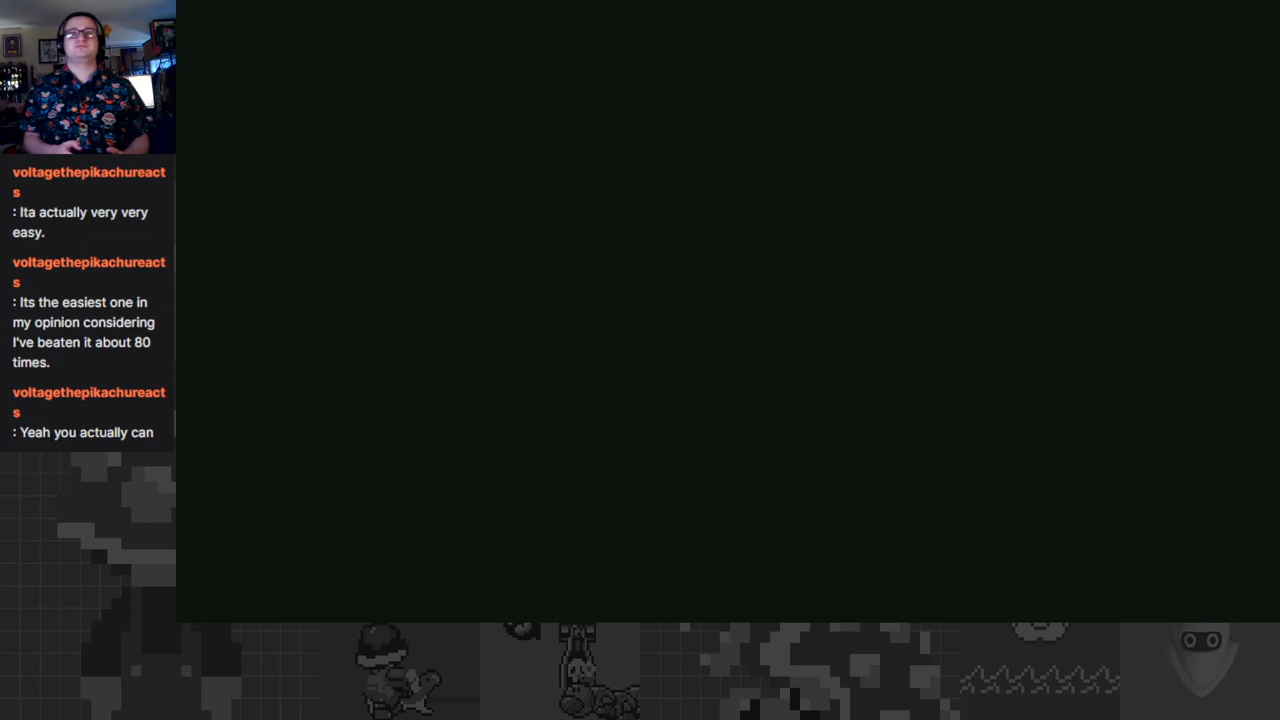 voltagethepikachureact
s
: Ita actually very very
easy.
voltagethepikachureact
s
: Its the easiest one in
my opinion considering
I've beaten it about 80
times.
voltagethepikachureact
s
: Yeah you actually can